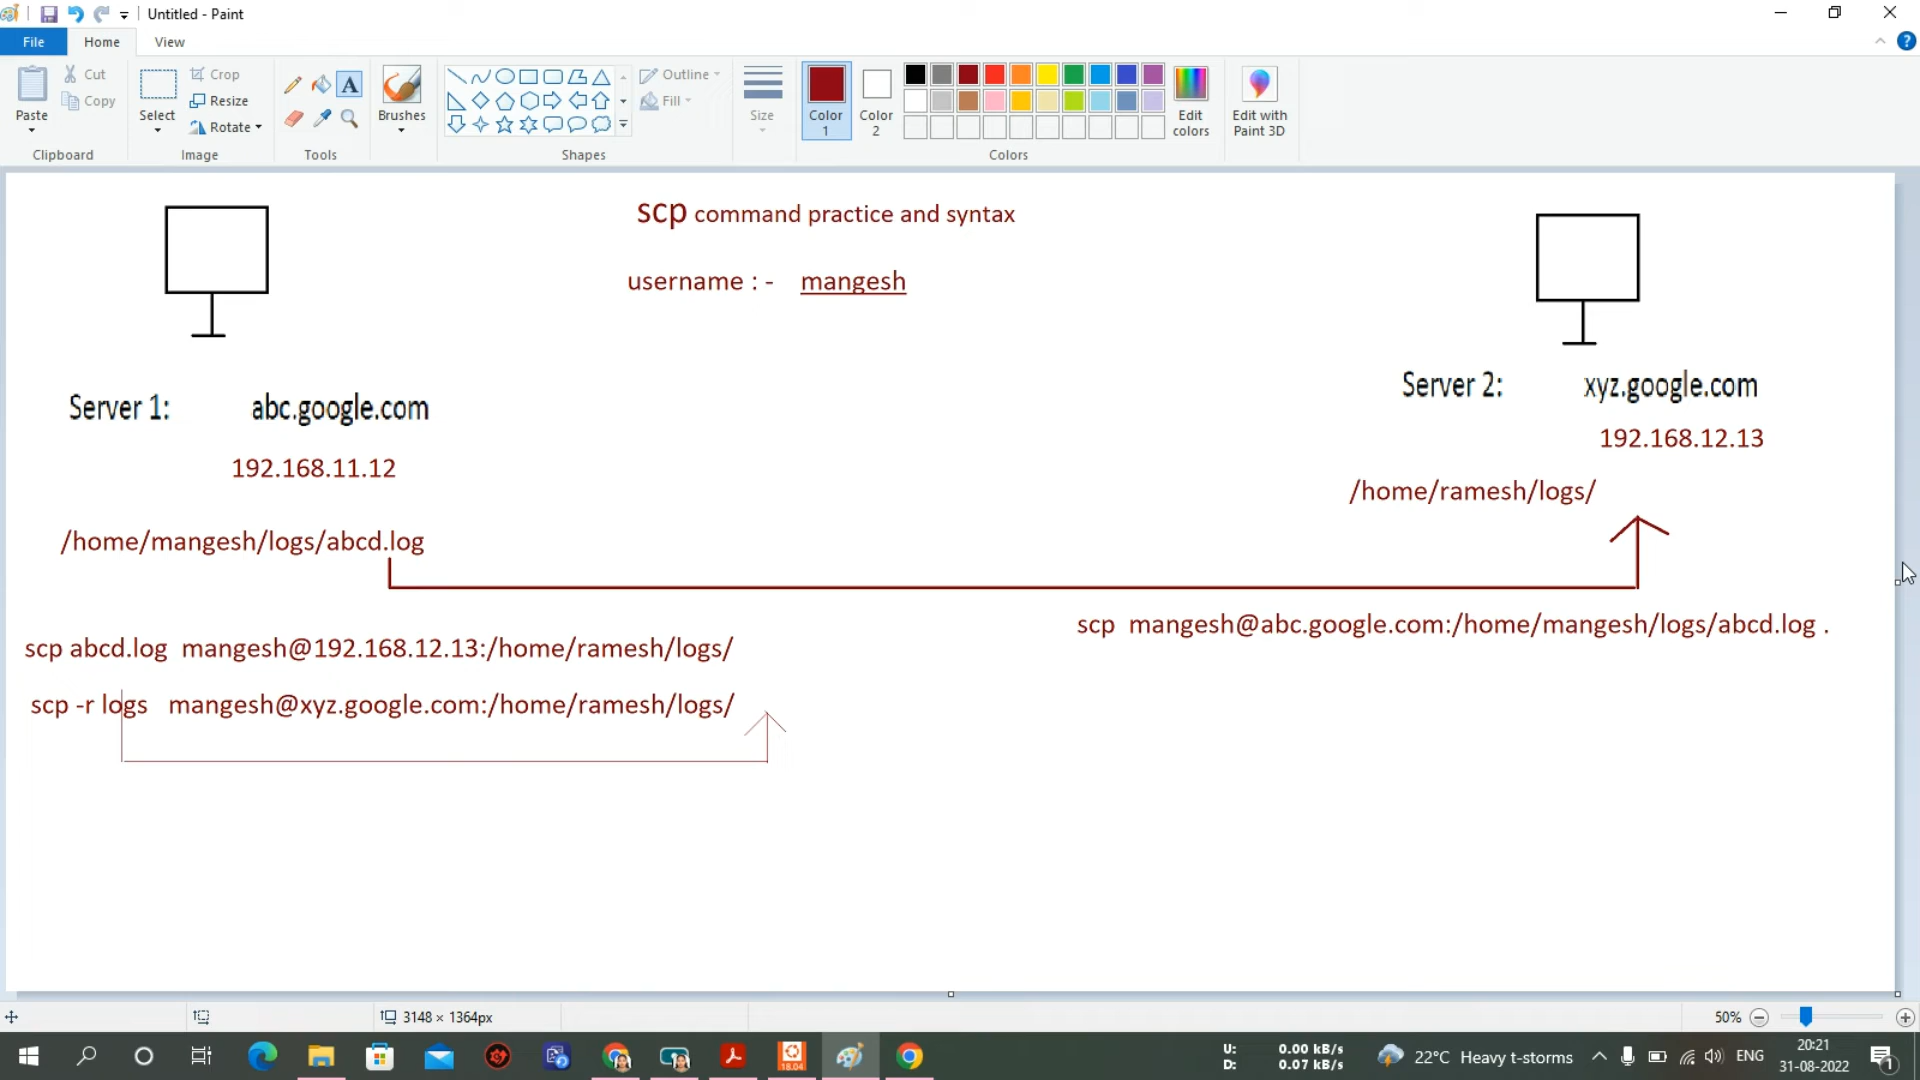 Untitled - Paint
File Home View
Paste
Cut
Copy
Clipboard
Select
Crop
Resize
Rotate
Image
Tools
Brushes
Shapes
Outline
Fill
Size
Color 1
Color 2
Edit colors
Edit with Paint 3D
Colors
scp command practice and syntax
username : - mangesh
Server 1: abc.google.com
192.168.11.12
/home/mangesh/logs/abcd.log
Server 2: xyz.google.com
192.168.12.13
/home/ramesh/logs/
scp abcd.log mangesh@192.168.12.13:/home/ramesh/logs/
scp mangesh@abc.google.com:/home/mangesh/logs/abcd.log .
scp -r logs mangesh@xyz.google.com:/home/ramesh/logs/
3148 × 1364px
50%
18.04
U: 0.00 kB/s
D: 0.07 kB/s
22°C Heavy t-storms
ENG
20:21
31-08-2022
1